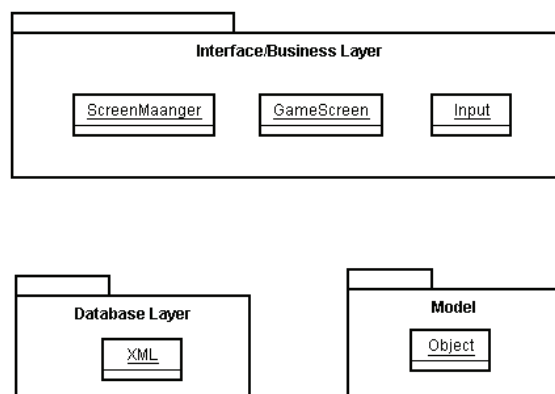 Interface/Business Layer
ScreenMaanger
GameScreen
Input
Database Layer
XML
Model
Object